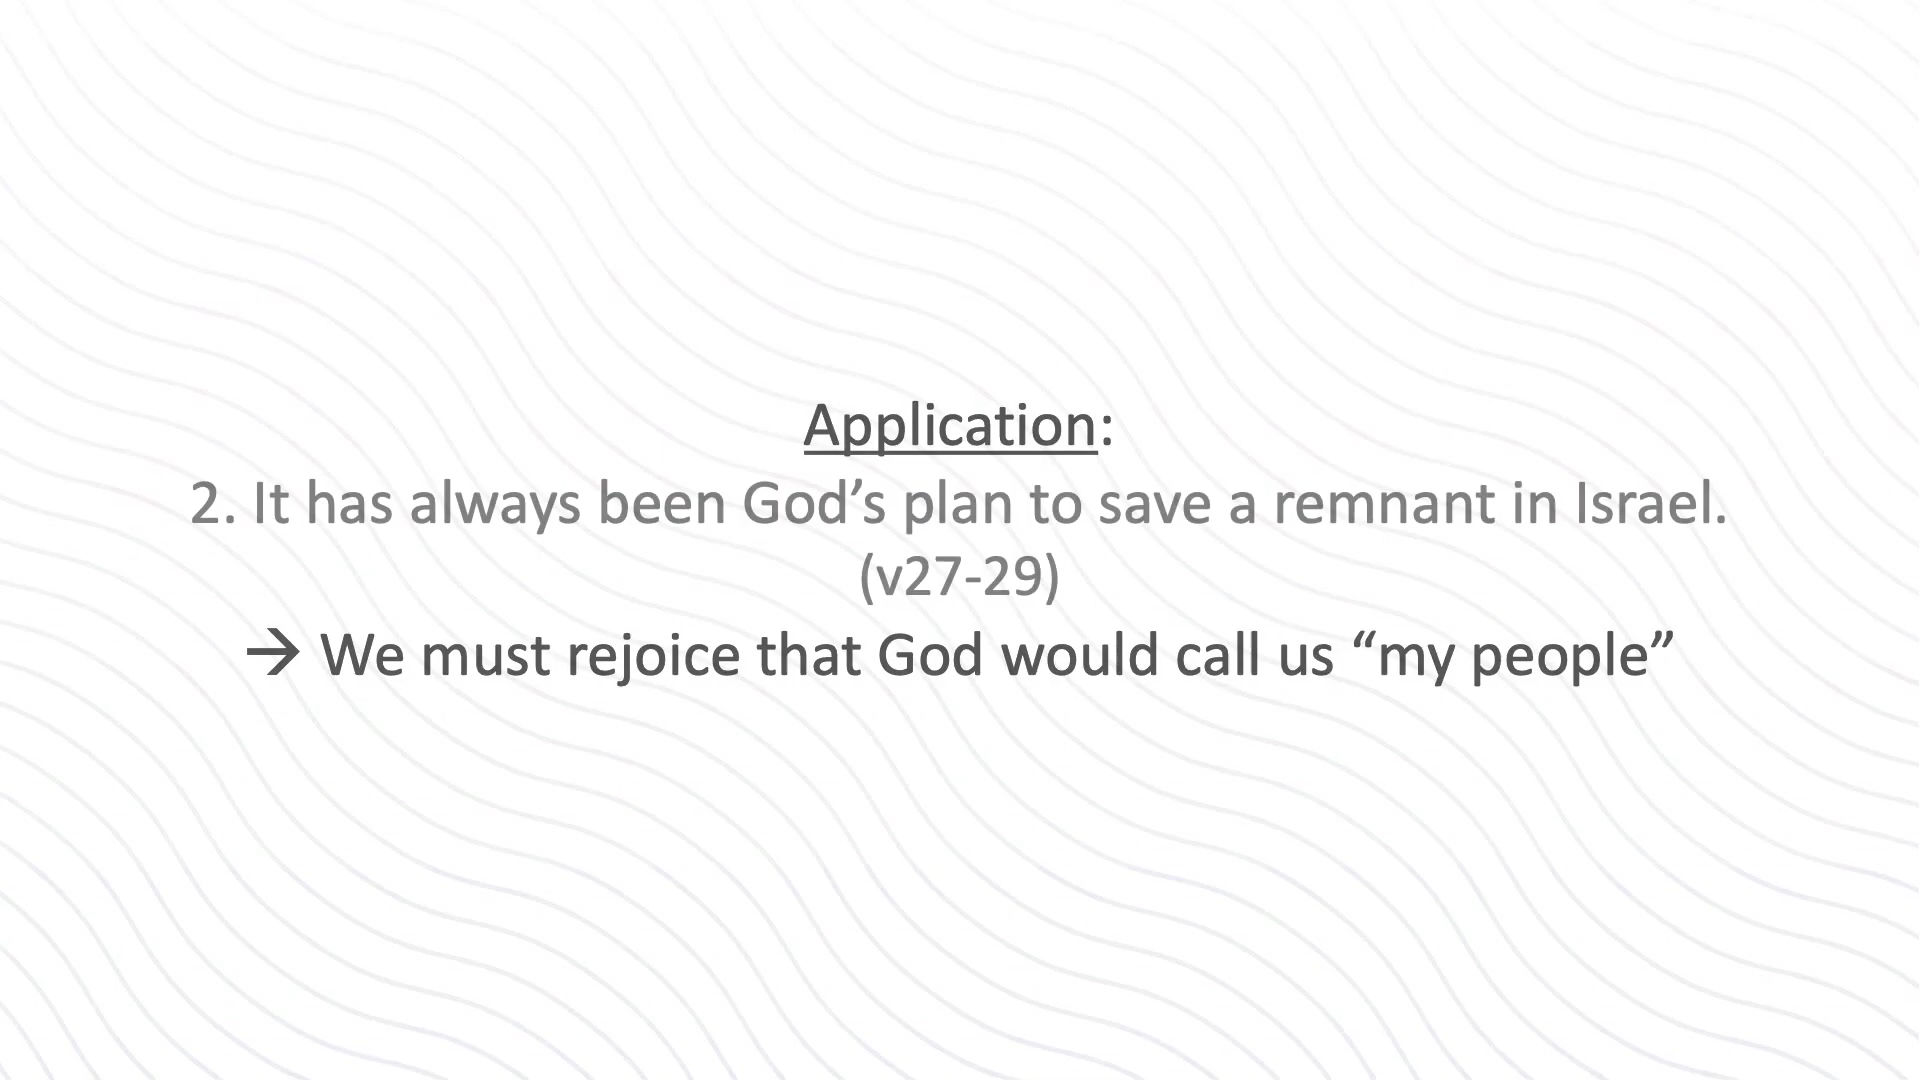 Application:
2. It has always been God’s plan to save a remnant in Israel.
(v27-29)
→ We must rejoice that God would call us “my people”